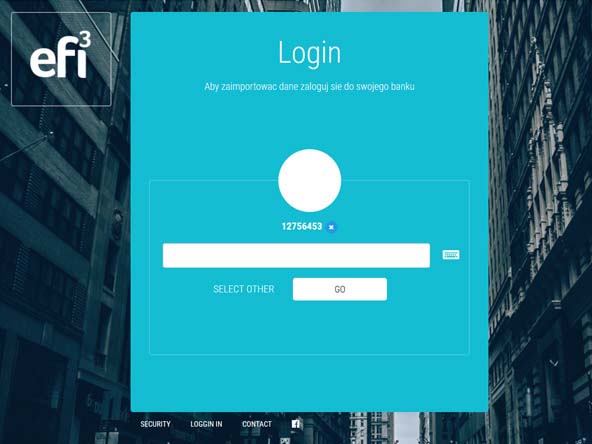 efi3
Login
Aby zaimportowac dane zaloguj sie do swojego banku
12756453
SELECT OTHER
GO
SECURITY
LOGGIN IN
CONTACT